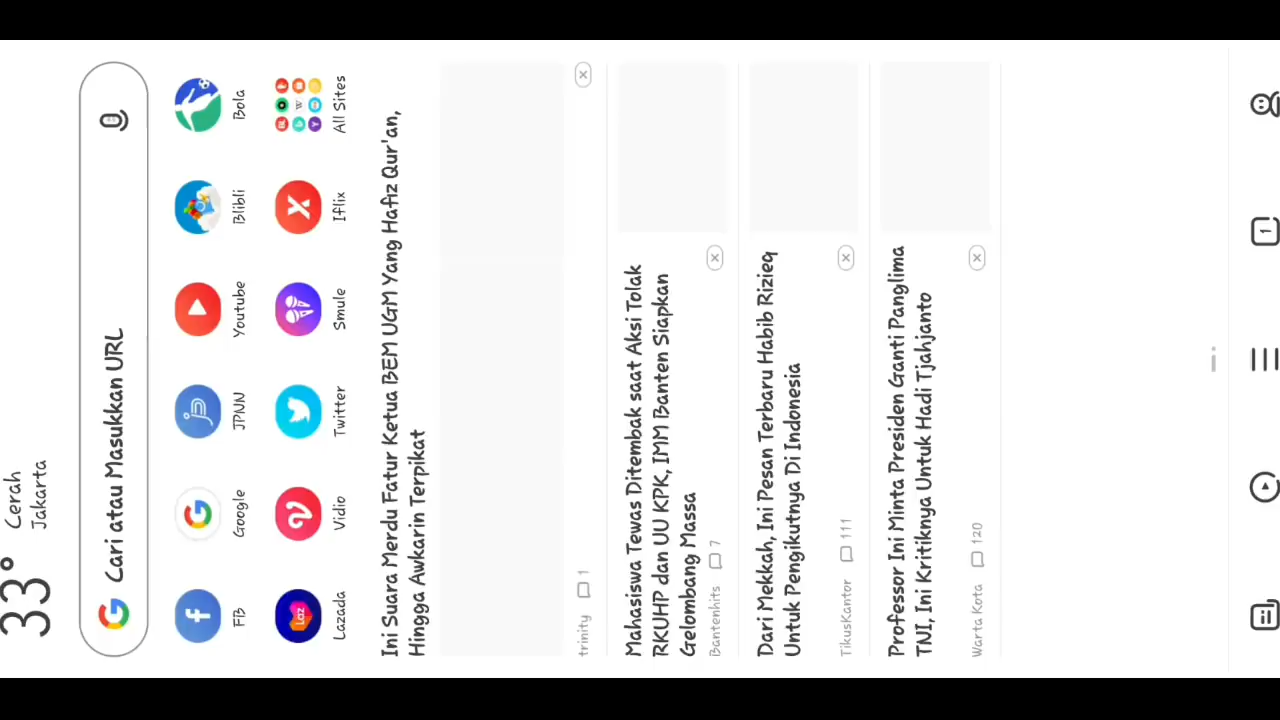 33°
Cerah
Jakarta
Cari atau Masukkan URL
FB
Google
JPNN
Youtube
Blibli
Bola
Laz
Lazada
Vidio
Twitter
Smule
Iflix
All Sites
Ini Suara Merdu Fatur Ketua BEM UGM Yang Hafiz Qur'an,
Hingga Awkarin Terpikat
trinity 1
Mahasiswa Tewas Ditembak saat Aksi Tolak
RKUHP dan UU KPK, IMM Banten Siapkan
Gelombang Massa
Bantenhits 7
Dari Mekkah, Ini Pesan Terbaru Habib Rizieq
Untuk Pengikutnya Di Indonesia
TikusKantor 111
Professor Ini Minta Presiden Ganti Panglima
TNI, Ini Kritiknya Untuk Hadi Tjahjanto
Warta Kota 120
1